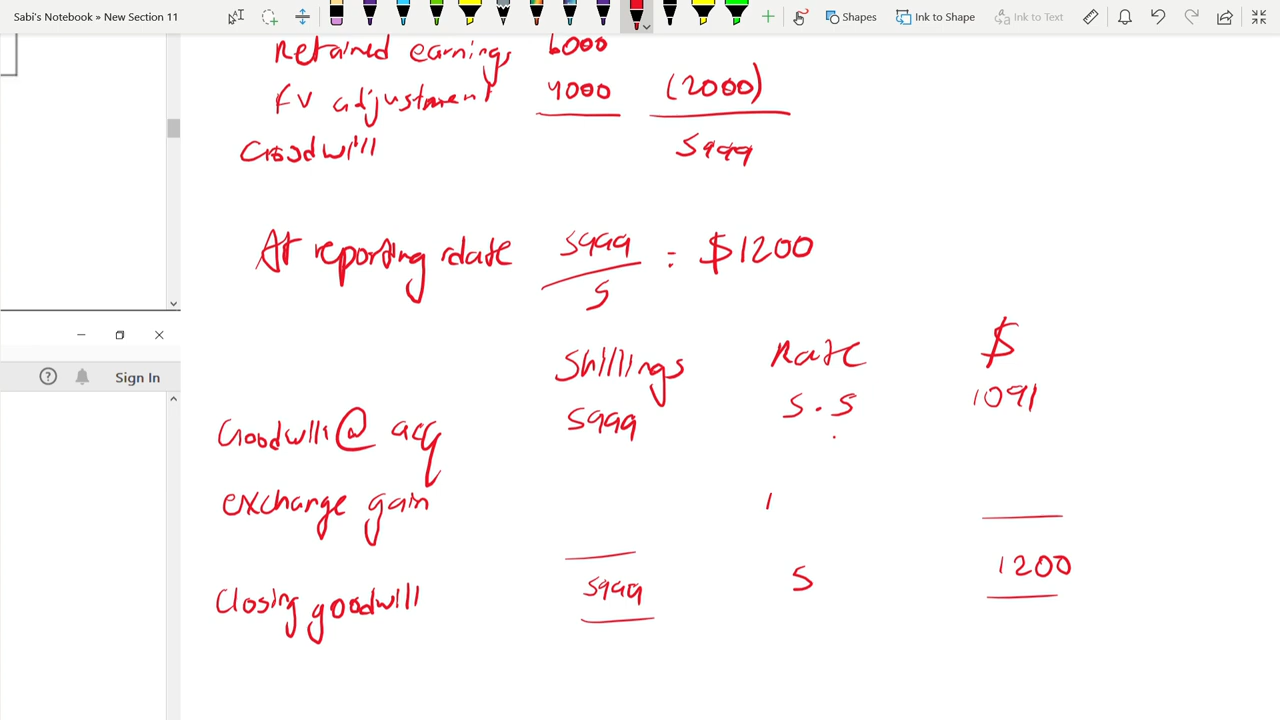 Sabi's Notebook » New Section 11
Shapes Ink to Shape Ink to Text
Retained earnings 6000
FV adjustment 4000 (2000)
Goodwill 5999
At reporting date 5999/5 = $1200
Shillings Rate $
Goodwill @ acq 5999 5.5 1091
exchange gain
Closing goodwill 5999 5 1200
Sign In